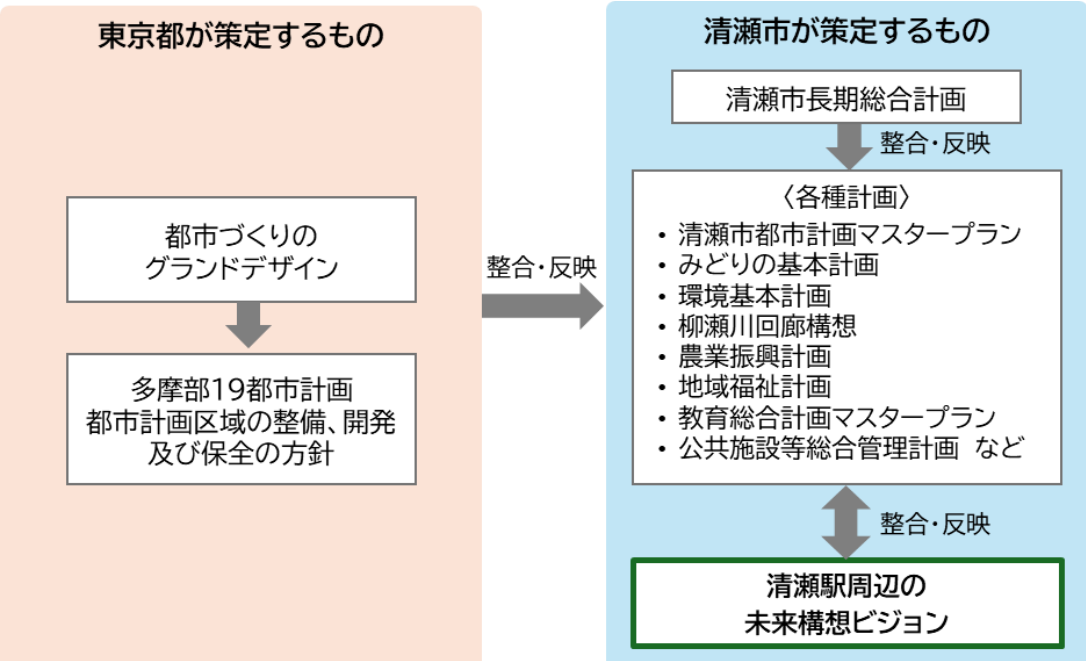 東京都が策定するもの
都市づくりの
グランドデザイン
多摩部19都市計画
都市計画区域の整備、開発
及び保全の方針
整合・反映
清瀬市が策定するもの
清瀬市長期総合計画
整合・反映
〈各種計画〉
・ 清瀬市都市計画マスタープラン
・ みどりの基本計画
・ 環境基本計画
・ 柳瀬川回廊構想
・ 農業振興計画
・ 地域福祉計画
・ 教育総合計画マスタープラン
・ 公共施設等総合管理計画 など
整合・反映
清瀬駅周辺の
未来構想ビジョン